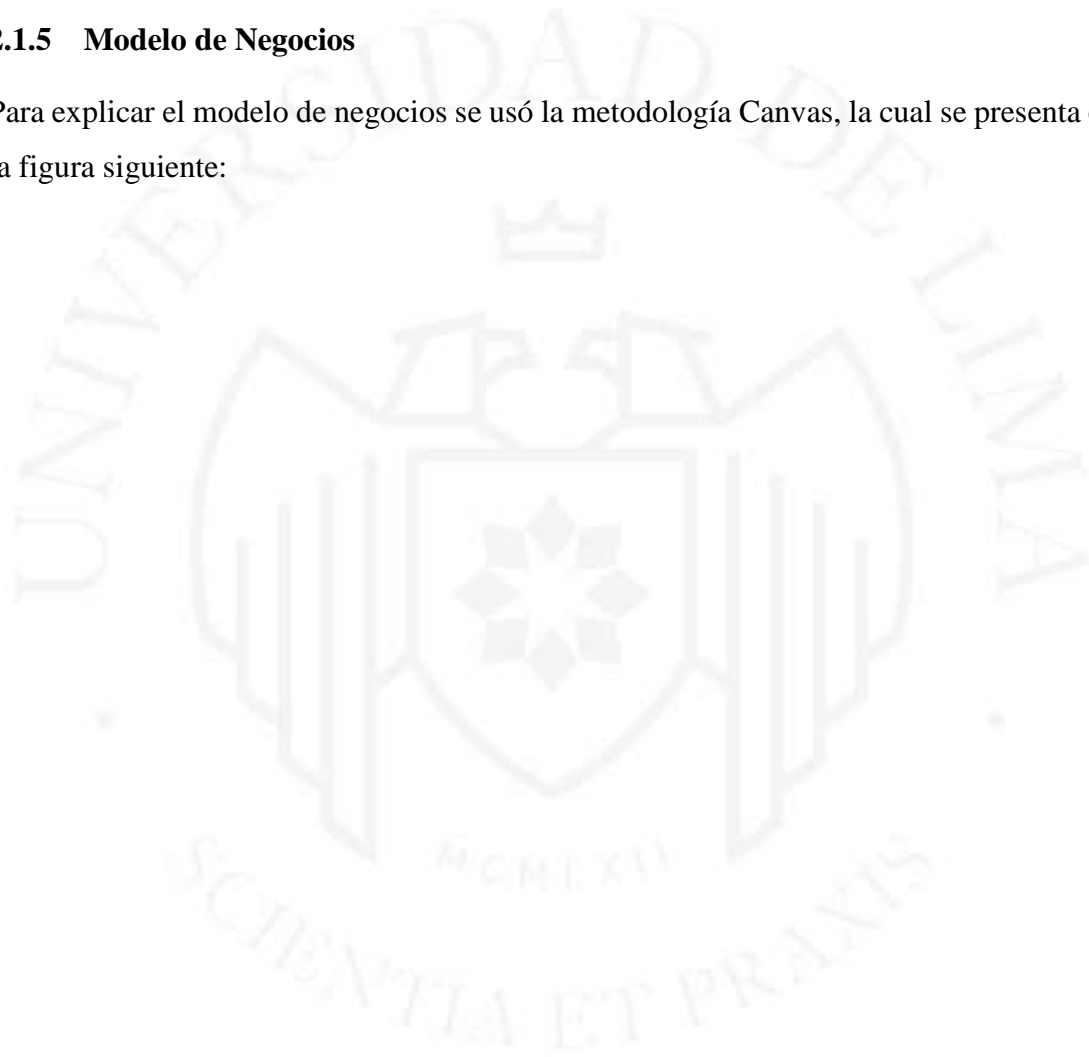 2.1.5 Modelo de Negocios
Para explicar el modelo de negocios se usó la metodología Canvas, la cual se presenta
la figura siguiente:
UNIVERSIDAD DE LIMA
MCMLXII
SCIENTIA ET PRAXIS